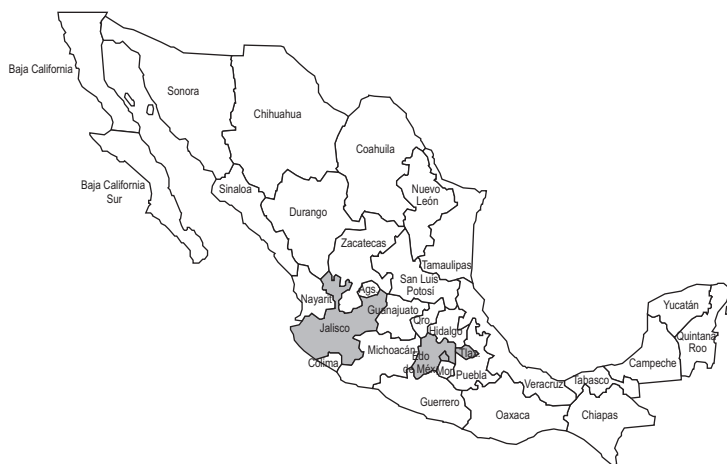 Baja California
Sonora
Chihuahua
Coahuila
Baja California
Sur
Sinaloa
Nuevo
León
Durango
Zacatecas
Tamaulipas
San Luis
Potosí
Nayarit
Ags.
Guanajuato
Qro.
Hidalgo
Jalisco
Colima
Michoacán
Edo
de Méx
Mor.
Tlax.
Puebla
Guerrero
Oaxaca
Veracruz
Tabasco
Chiapas
Campeche
Yucatán
Quintana
Roo